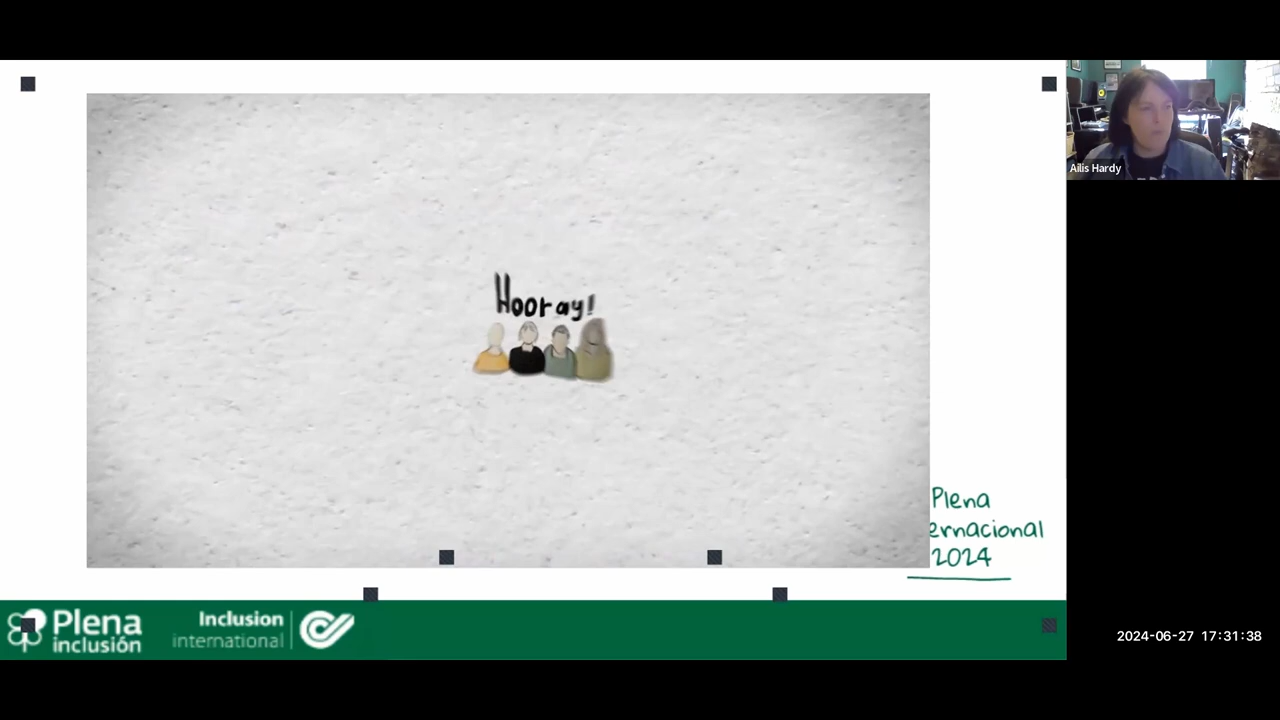 Hooray!
Plena
ernacional
2024
Plena
inclusión
Inclusion
international
Ailis Hardy
2024-06-27 17:31:38